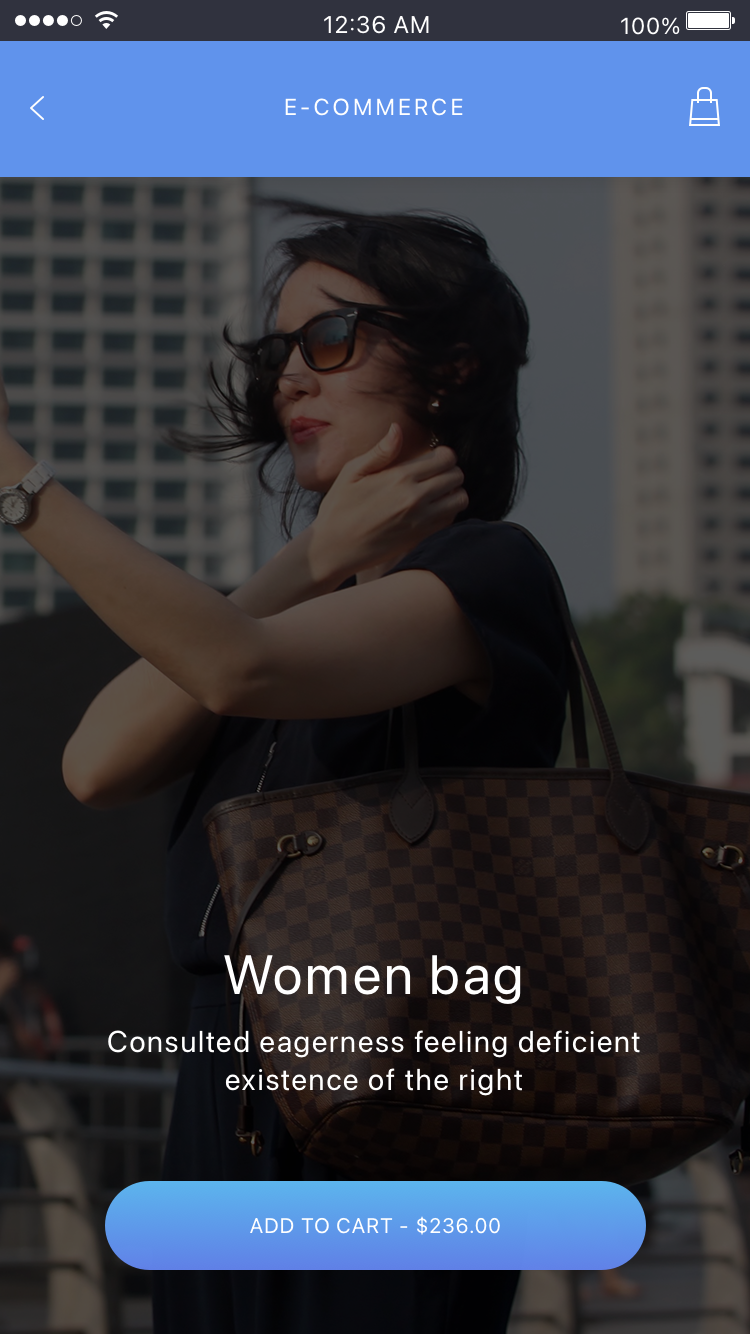 12:36 AM
100%
E-COMMERCE
Women bag
Consulted eagerness feeling deficient
existence of the right
ADD TO CART - $236.00